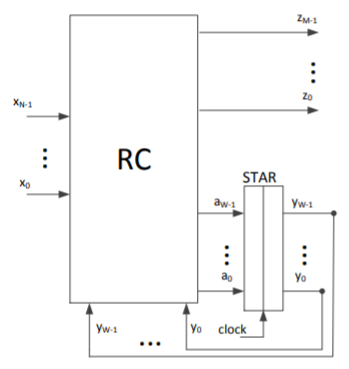 z_{M-1}
⋮
z_0
x_{N-1}
⋮
x_0
RC
STAR
a_{W-1} y_{W-1}
⋮ ⋮
a_0 y_0
y_{W-1} ... y_0 clock